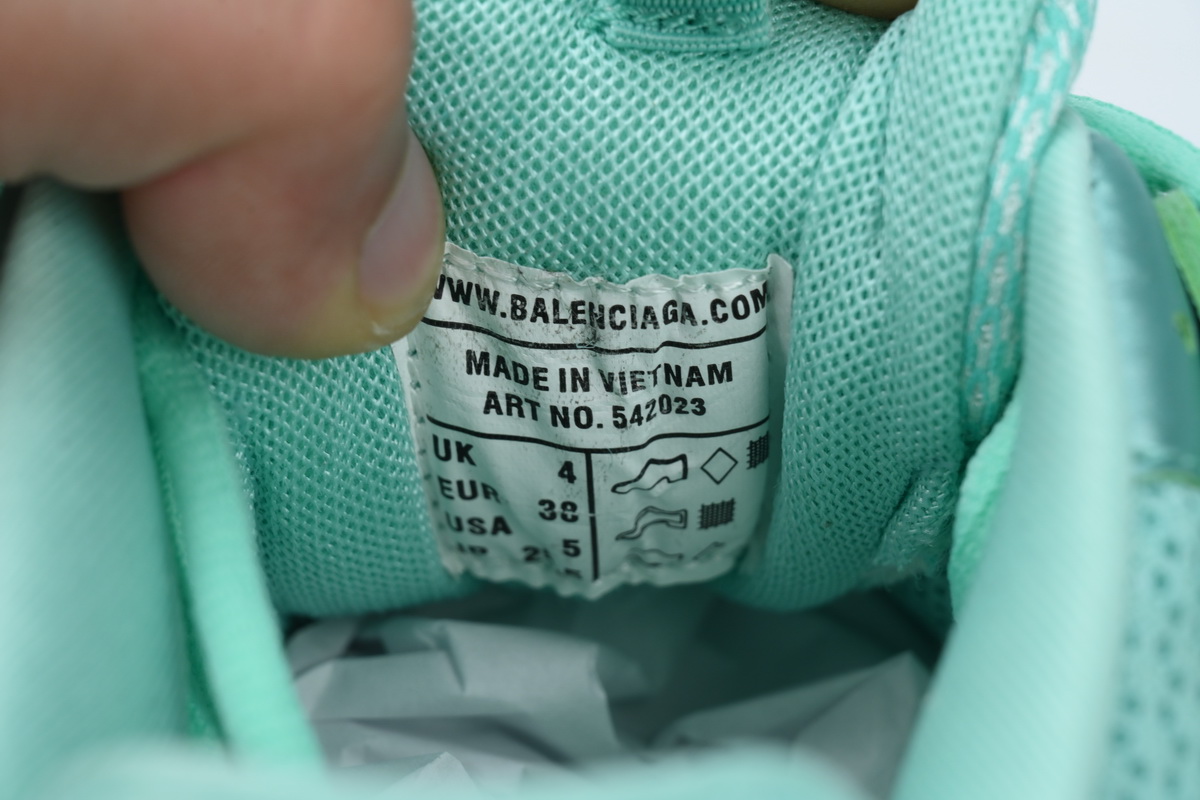 WWW.BALENCIAGA.COM
MADE IN VIETNAM
ART NO. 542023
UK 4
EUR 38
USA 5